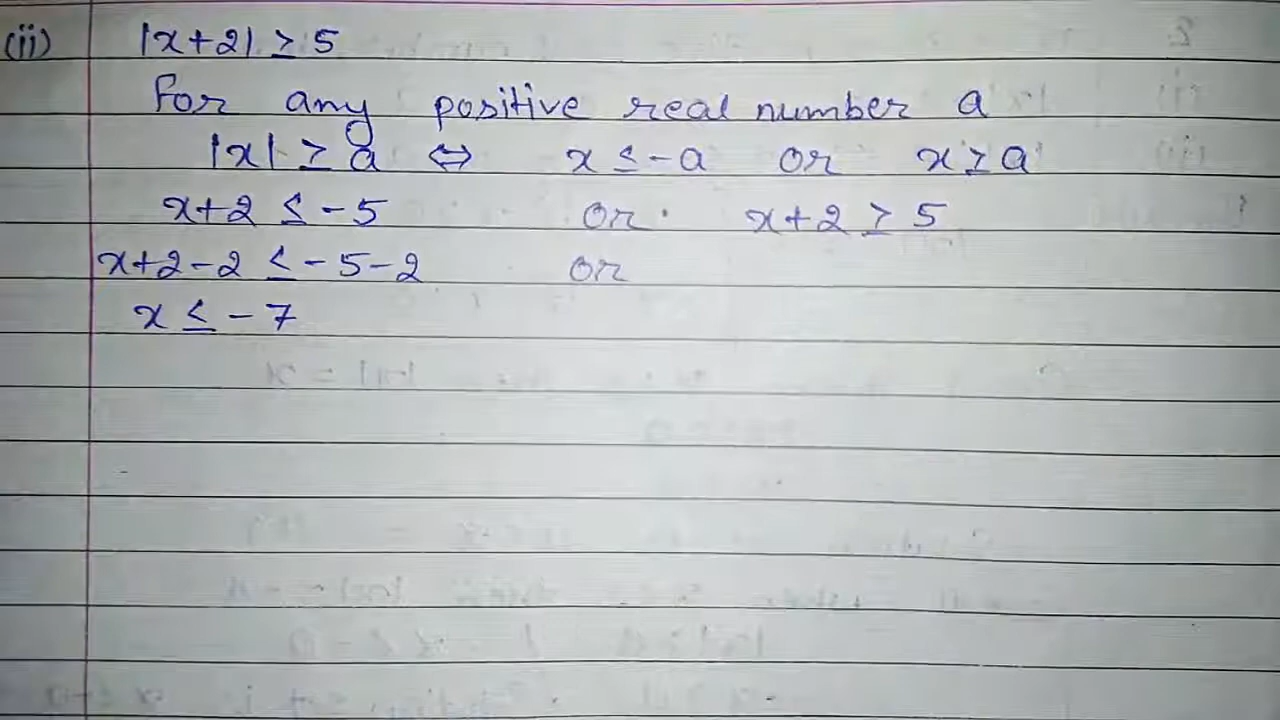 (ii) |x+2| ≥ 5
For any positive real number a
|x| ≥ a ⇔ x ≤ -a or x ≥ a
x+2 ≤ -5 or x+2 ≥ 5
x+2-2 ≤ -5-2 or
x ≤ -7